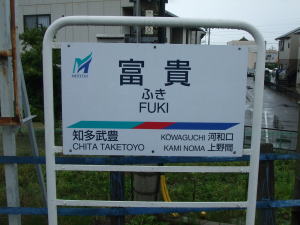 MEITETSU
富貴
ふき
FUKI
知多武豊
CHITA TAKETOYO
KOWAGUCHI 河和口
KAMI NOMA 上野間